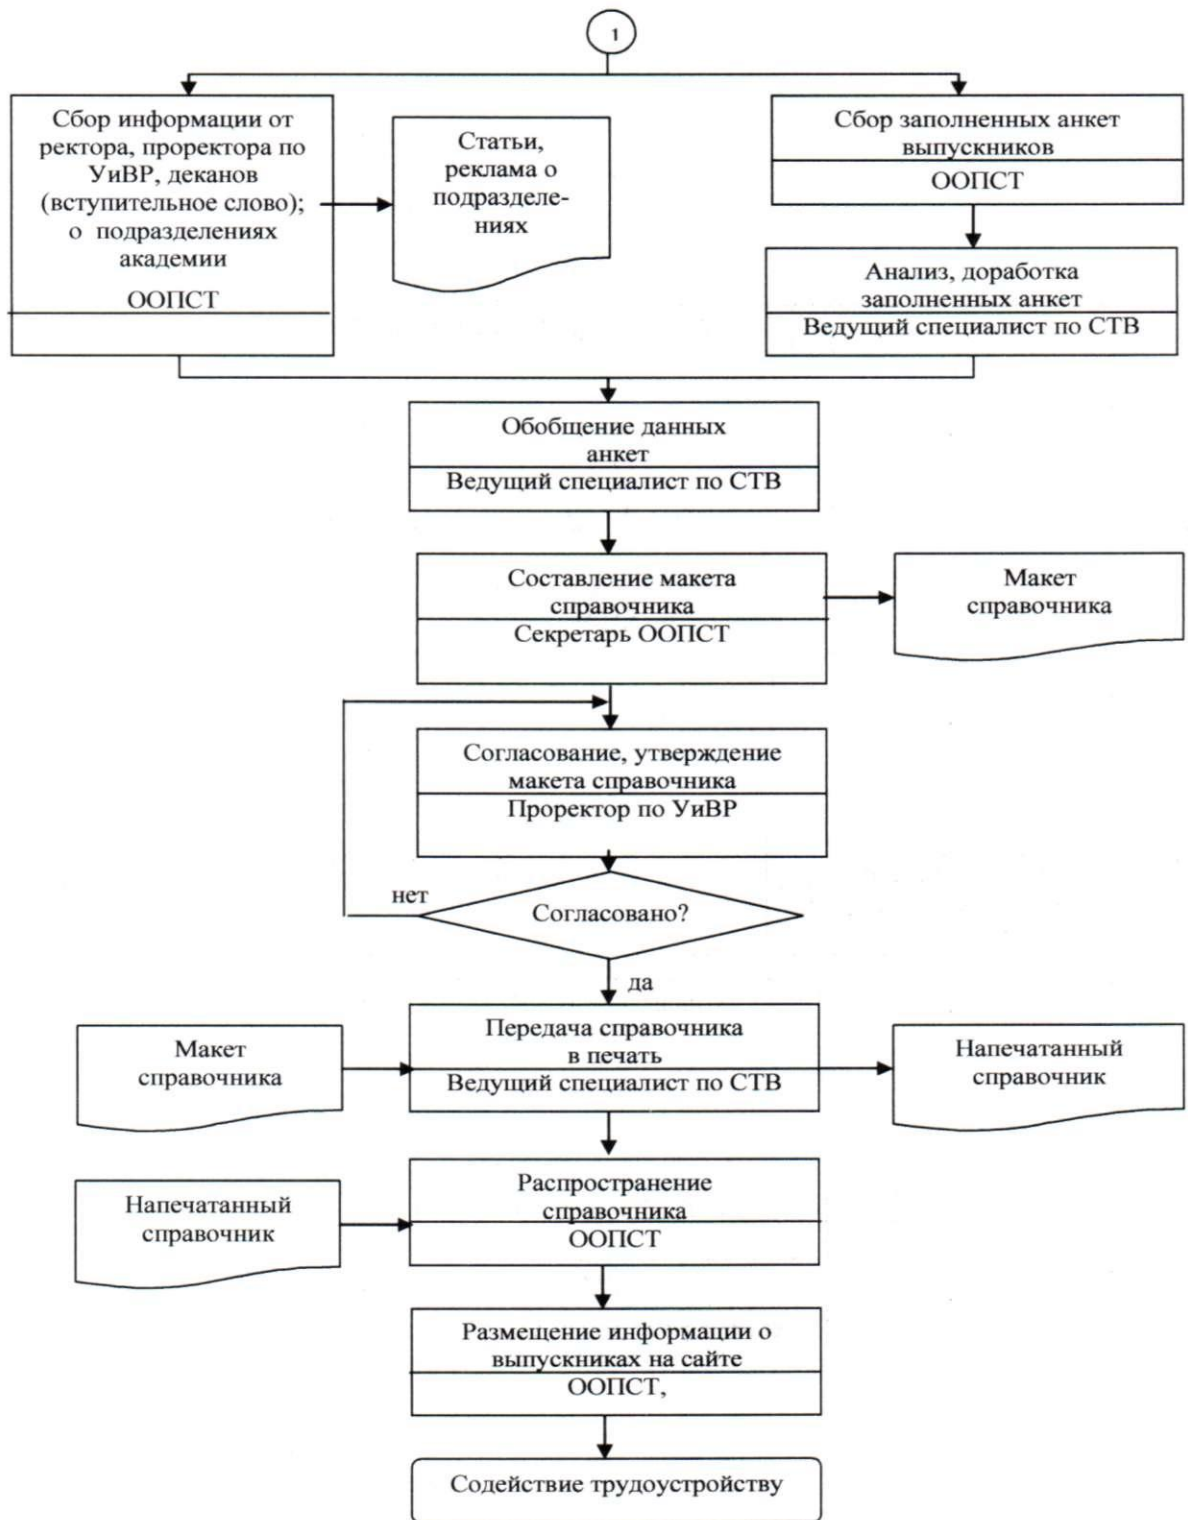 1
Сбор информации от
ректора, проректора по
УиВР, деканов
(вступительное слово);
о подразделениях
академии
ООПСТ
Статьи,
реклама о
подразделе-
ниях
Сбор заполненных анкет
выпускников
ООПСТ
Анализ, доработка
заполненных анкет
Ведущий специалист по СТВ
Обобщение данных
анкет
Ведущий специалист по СТВ
Составление макета
справочника
Секретарь ООПСТ
Макет
справочника
Согласование, утверждение
макета справочника
Проректор по УиВР
нет
Согласовано?
да
Макет
справочника
Передача справочника
в печать
Ведущий специалист по СТВ
Напечатанный
справочник
Напечатанный
справочник
Распространение
справочника
ООПСТ
Размещение информации о
выпускниках на сайте
ООПСТ,
Содействие трудоустройству